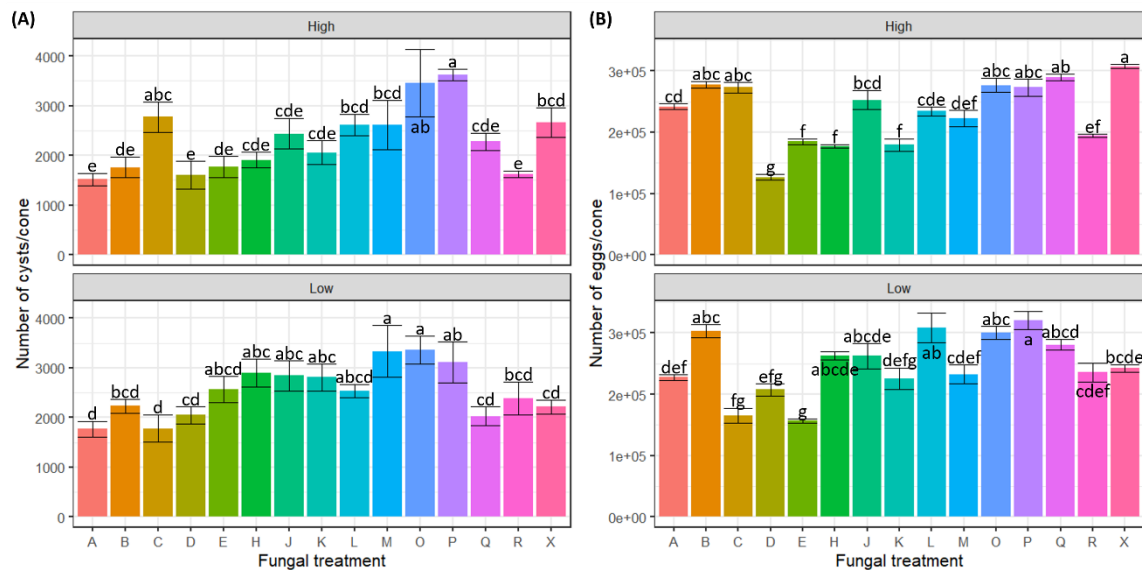 (A)
High
Number of cysts/cone
4000
3000
2000
1000
0
e de abc e de cde cde cde bcd bcd ab a cde e bcd
Low
4000
3000
2000
1000
0
d bcd d cd abcd abc abc abc abcd a a ab cd bcd cd
A B C D E H J K L M O P Q R X
Fungal treatment
(B)
High
Number of eggs/cone
3e+05
2e+05
1e+05
0e+00
cd abc abc g f f bcd f cde def abc abc ab ef a
Low
3e+05
2e+05
1e+05
0e+00
def abc fg efg g abcde abcde defg ab cdef abc a abcd cdef bcde
A B C D E H J K L M O P Q R X
Fungal treatment